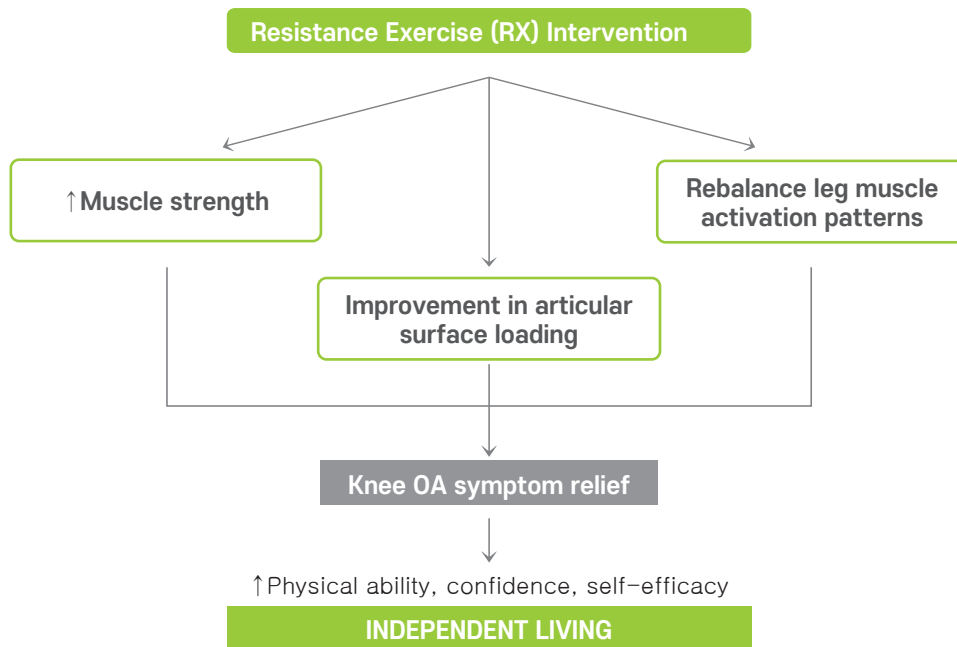 Resistance Exercise (RX) Intervention
↑Muscle strength
Rebalance leg muscle
activation patterns
Improvement in articular
surface loading
Knee OA symptom relief
↑Physical ability, confidence, self-efficacy
INDEPENDENT LIVING